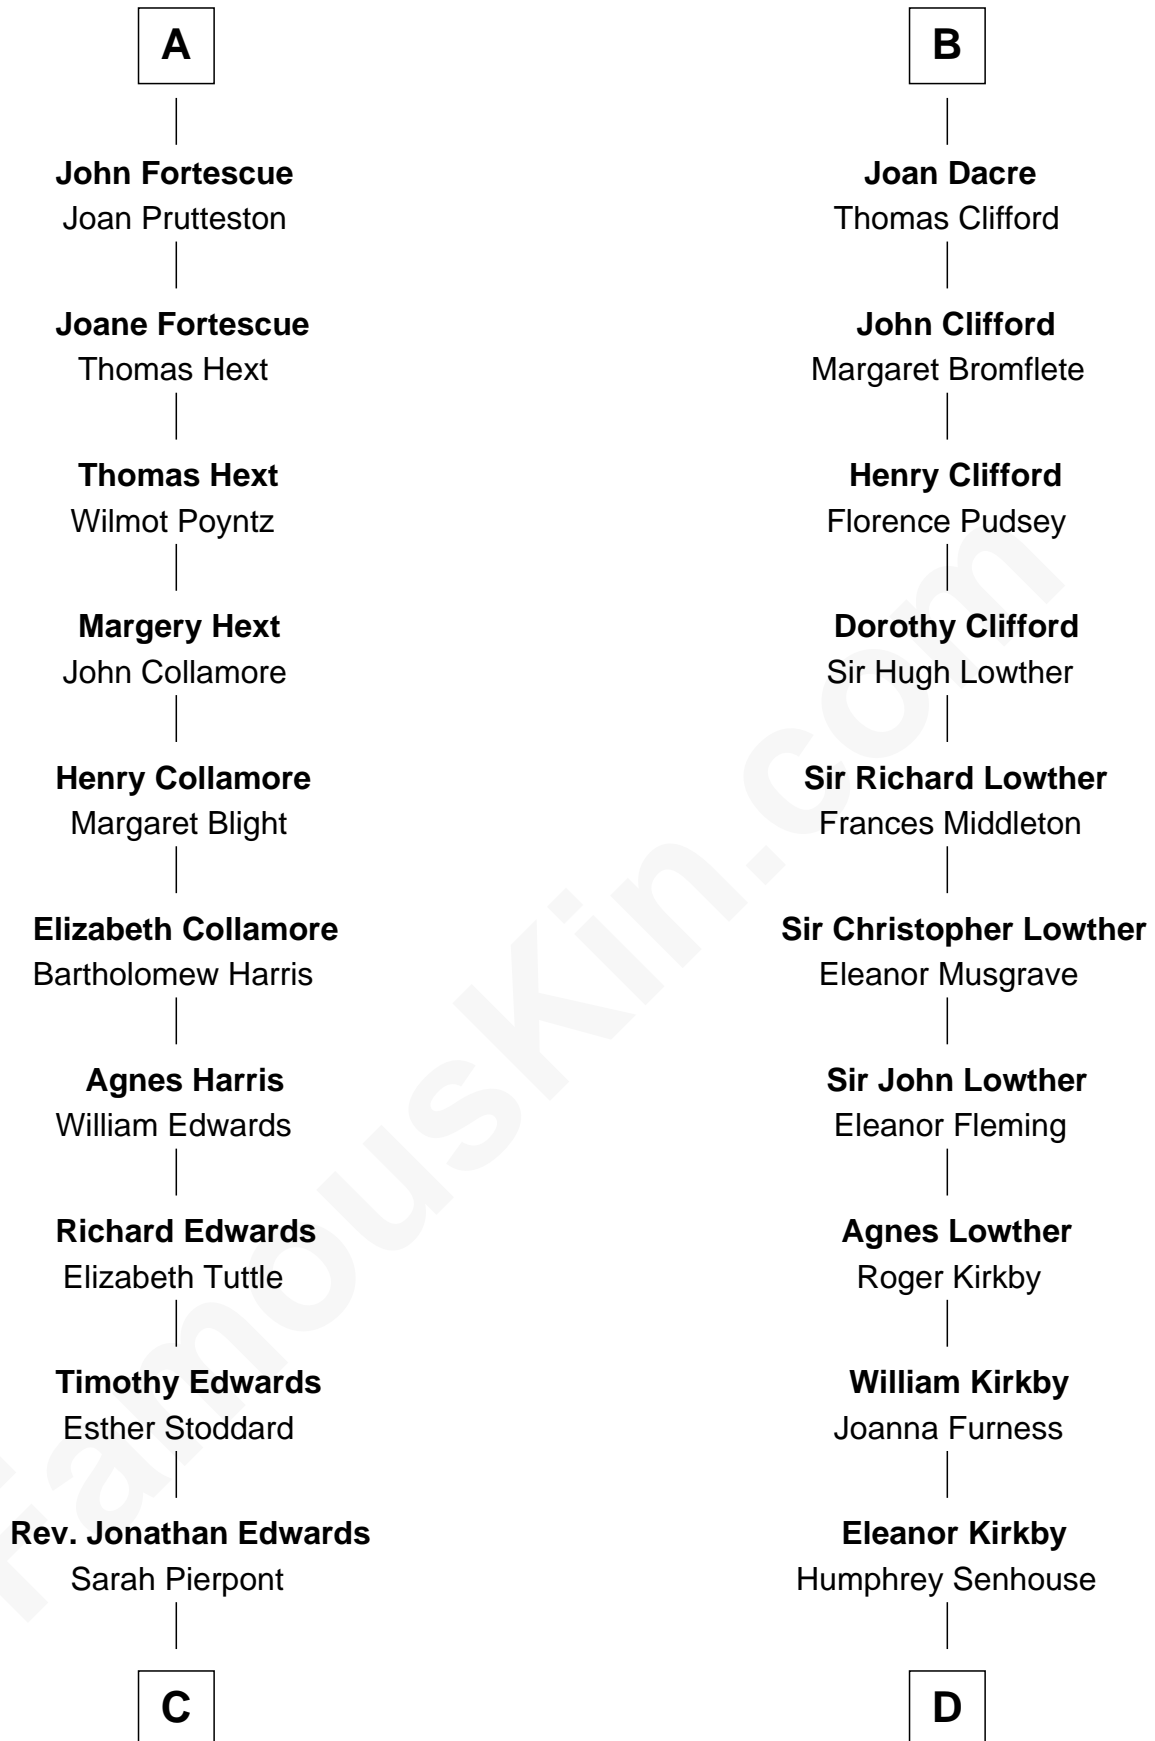 A
John Fortescue
Joan Prutteston
Joane Fortescue
Thomas Hext
Thomas Hext
Wilmot Poyntz
Margery Hext
John Collamore
Henry Collamore
Margaret Blight
Elizabeth Collamore
Bartholomew Harris
Agnes Harris
William Edwards
Richard Edwards
Elizabeth Tuttle
Timothy Edwards
Esther Stoddard
Rev. Jonathan Edwards
Sarah Pierpont
C
B
Joan Dacre
Thomas Clifford
John Clifford
Margaret Bromflete
Henry Clifford
Florence Pudsey
Dorothy Clifford
Sir Hugh Lowther
Sir Richard Lowther
Frances Middleton
Sir Christopher Lowther
Eleanor Musgrave
Sir John Lowther
Eleanor Fleming
Agnes Lowther
Roger Kirkby
William Kirkby
Joanna Furness
Eleanor Kirkby
Humphrey Senhouse
D
FamousKin.com